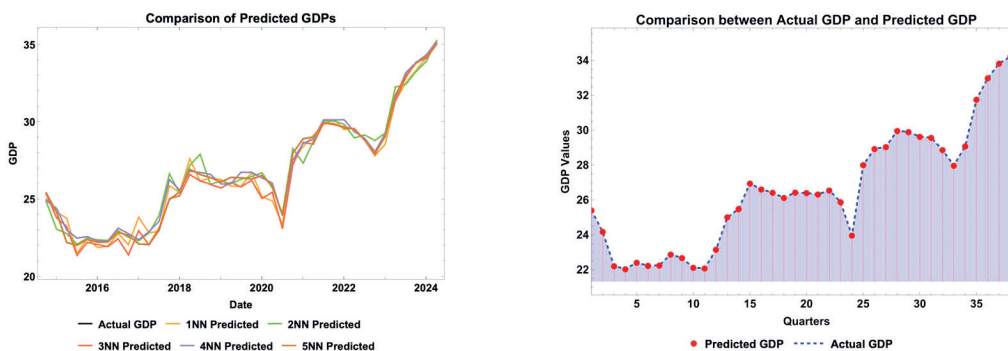 Comparison of Predicted GDPs
35
30
25
20
GDP
2016 2018 2020 2022 2024
Date
Actual GDP 1NN Predicted 2NN Predicted
3NN Predicted 4NN Predicted 5NN Predicted
Comparison between Actual GDP and Predicted GDP
34
32
30
28
26
24
22
GDP Values
5 10 15 20 25 30 35
Quarters
Predicted GDP Actual GDP